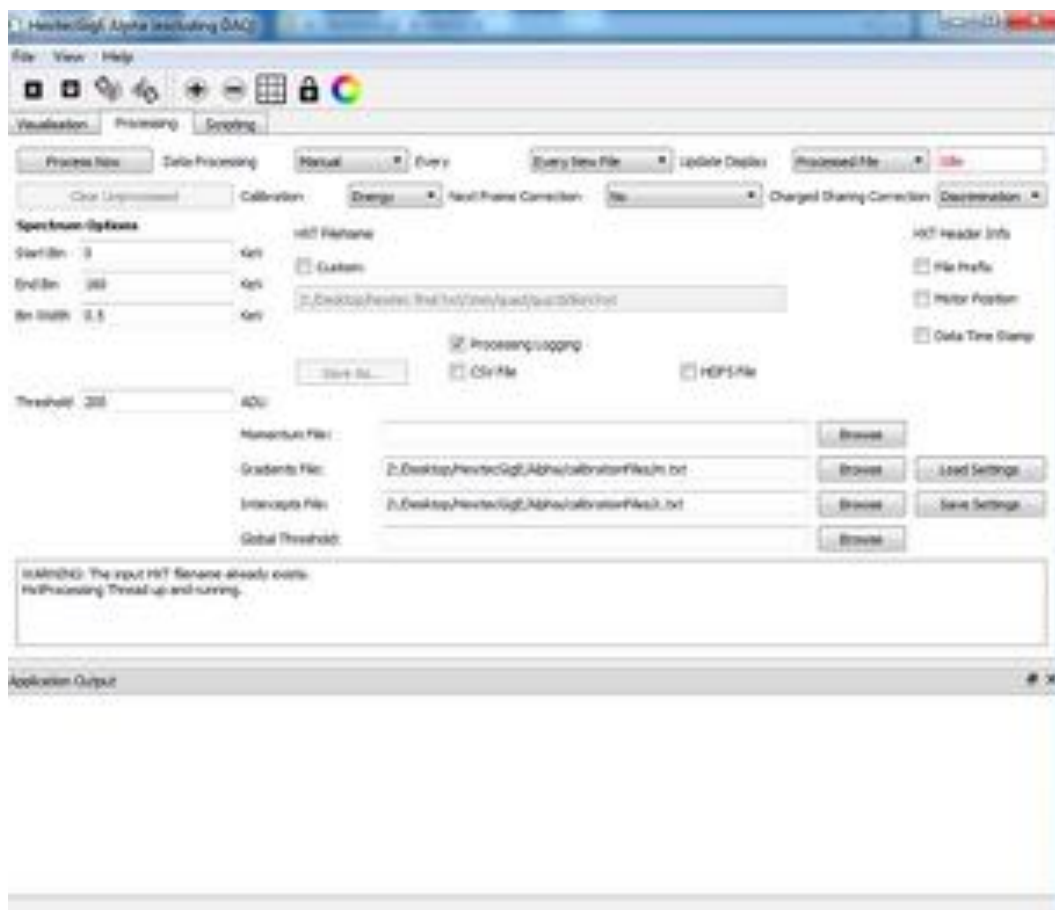 File View Help
Visualisation Processing Scripting
Process Now Data Processing Manual Every Every New File Update Display Processed File Idle
Clear Unprocessed Calibration Energy Next Frame Correction No Charged Sharing Correction Discrimination
Spectrum Options HXT Filename HXT Header Info
Start Bin 0 KeV Custom File Prefix
End Bin 160 KeV Motor Position
Bin Width 0.5 KeV Data Time Stamp
Processing Logging
Save As... CSV File HDF5 File
Threshold 200 ADU
Momentum File: Browse
Gradients File: Browse Load Settings
Intercepts File: Browse Save Settings
Global Threshold: Browse
WARNING: The input HXT filename already exists.
HxtProcessing Thread up and running.
Application Output